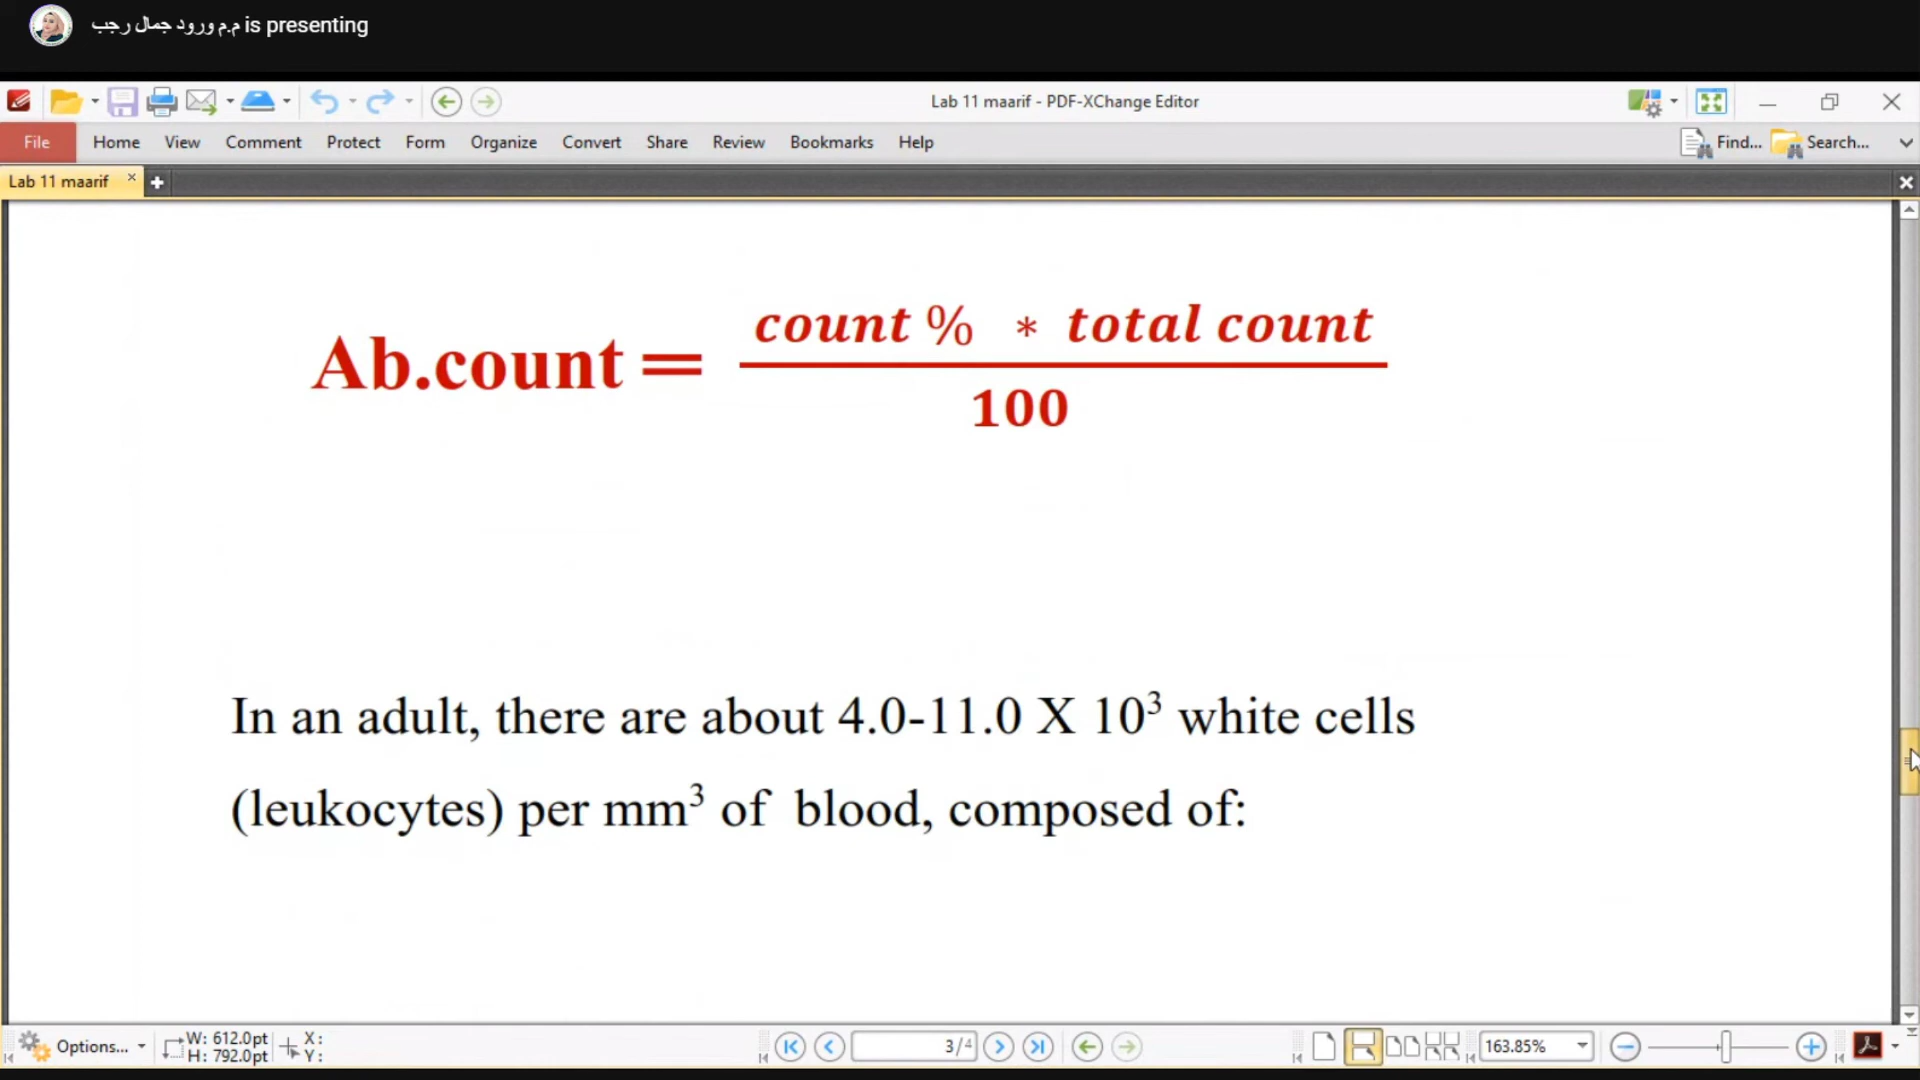 م.م ورود جمال رجب is presenting
Lab 11 maarif - PDF-XChange Editor
File Home View Comment Protect Form Organize Convert Share Review Bookmarks Help Find... Search...
Lab 11 maarif
Ab.count = count % * total count
100
In an adult, there are about 4.0-11.0 X 10³ white cells
(leukocytes) per mm³ of blood, composed of:
Options... W: 612.0pt X: 3/4 163.85%
H: 792.0pt Y: